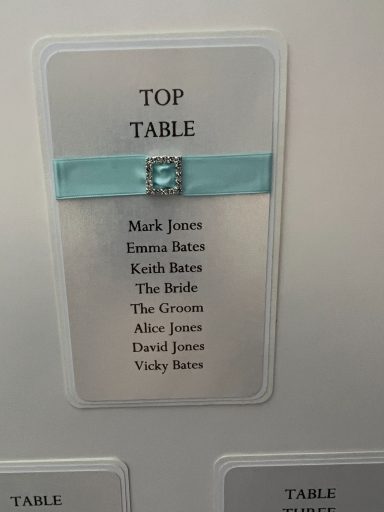 TOP
TABLE
Mark Jones
Emma Bates
Keith Bates
The Bride
The Groom
Alice Jones
David Jones
Vicky Bates
TABLE
TABLE
THREE